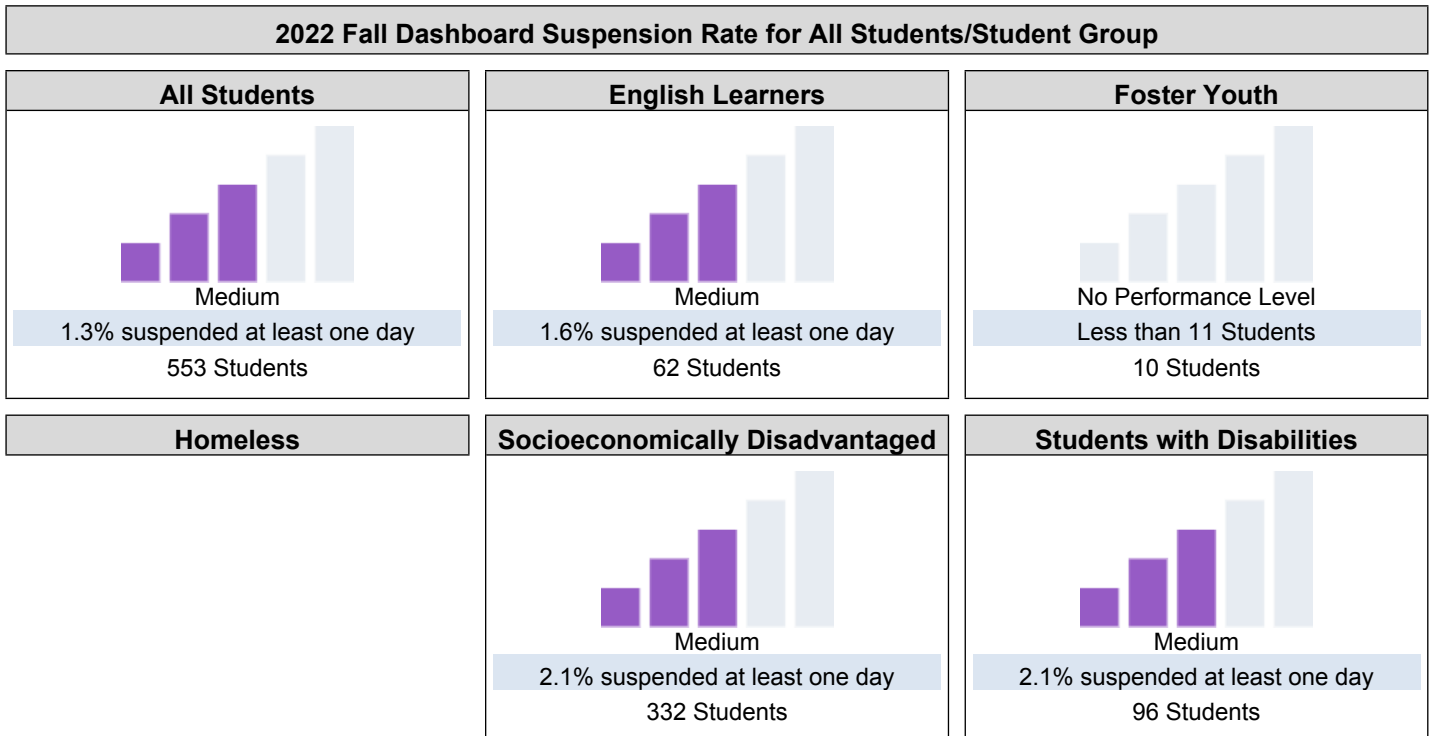 2022 Fall Dashboard Suspension Rate for All Students/Student Group
All Students
Medium
1.3% suspended at least one day
553 Students
English Learners
Medium
1.6% suspended at least one day
62 Students
Foster Youth
No Performance Level
Less than 11 Students
10 Students
Homeless
Socioeconomically Disadvantaged
Medium
2.1% suspended at least one day
332 Students
Students with Disabilities
Medium
2.1% suspended at least one day
96 Students